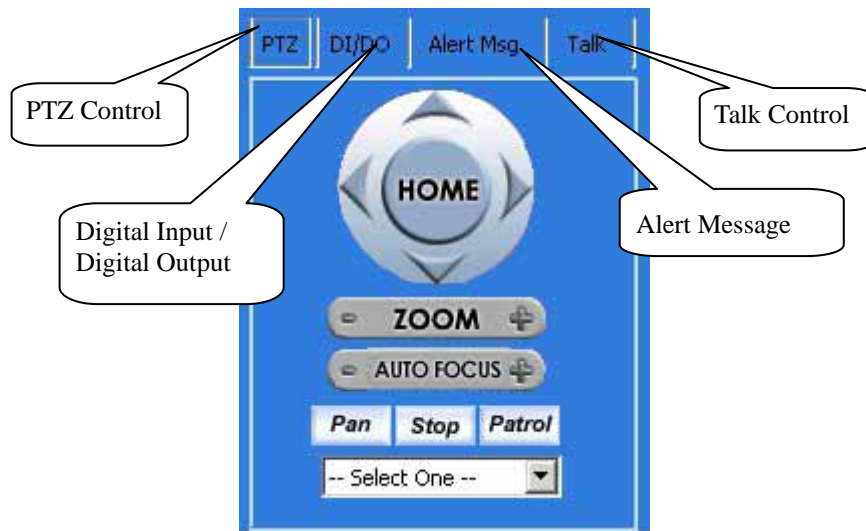 PTZ DI/DO Alert Msg. Talk
PTZ Control
Talk Control
HOME
Digital Input /
Digital Output
Alert Message
- ZOOM +
- AUTO FOCUS +
Pan Stop Patrol
-- Select One --